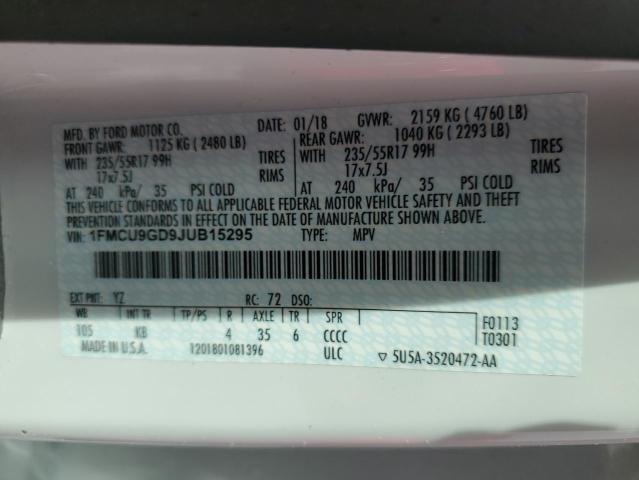 MFD. BY FORD MOTOR CO. DATE: 01/18 GVWR: 2159 KG ( 4760 LB)
FRONT GAWR: 1125 KG ( 2480 LB) REAR GAWR: 1040 KG ( 2293 LB)
WITH 235/55R17 99H TIRES WITH 235/55R17 99H TIRES
17x7.5J RIMS 17x7.5J RIMS
AT 240 kPa/ 35 PSI COLD AT 240 kPa/ 35 PSI COLD
THIS VEHICLE CONFORMS TO ALL APPLICABLE FEDERAL MOTOR VEHICLE SAFETY AND THEFT
PREVENTION STANDARDS IN EFFECT ON THE DATE OF MANUFACTURE SHOWN ABOVE.
VIN: 1FMCU9GD9JUB15295 TYPE: MPV
EXT PNT: YZ RC: 72 DSO:
WB INT TR TP/PS R AXLE TR SPR F0113
105 KB 4 35 6 CCCC T0301
MADE IN U.S.A. 1201801081396 ULC ▽ 5U5A-3520472-AA